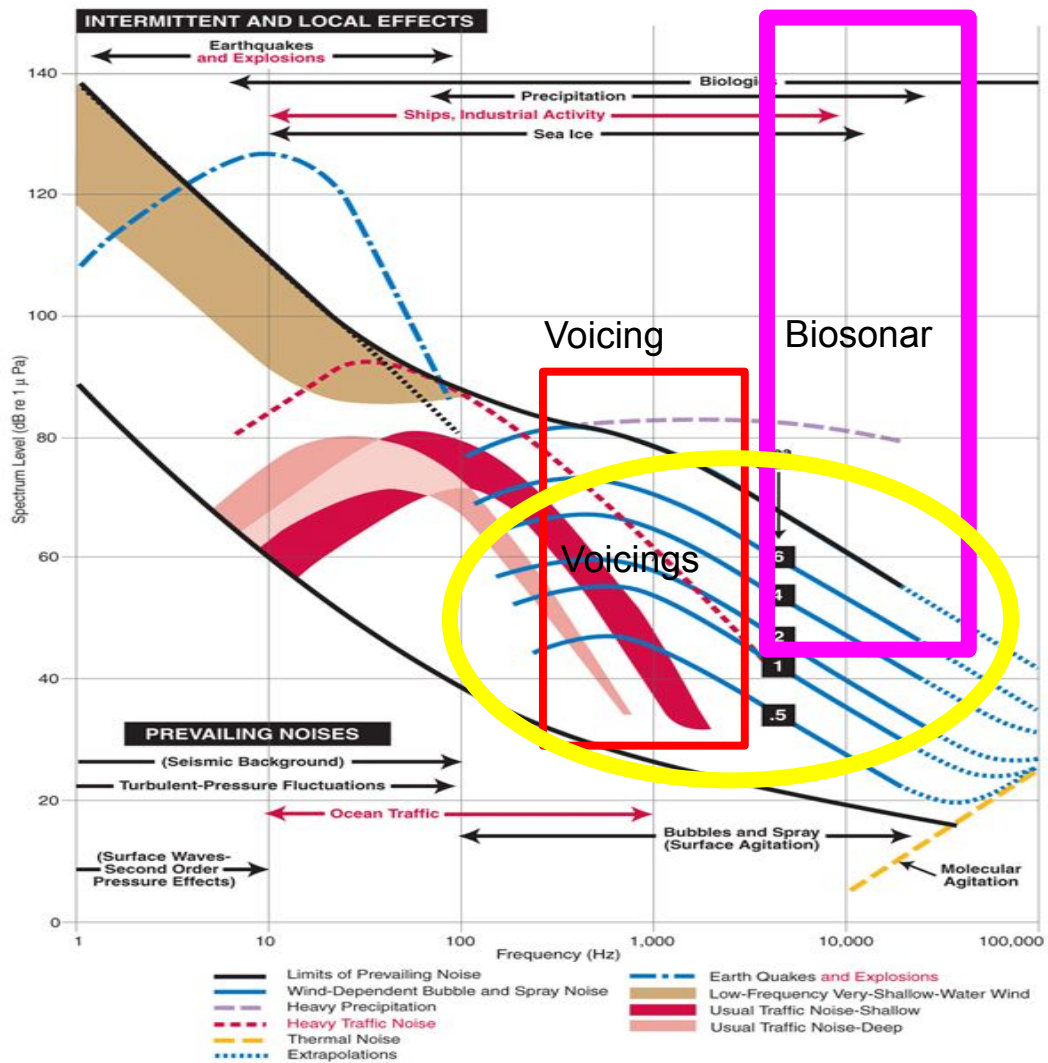 INTERMITTENT AND LOCAL EFFECTS
Earthquakes
and Explosions
Biologics
Precipitation
Ships, Industrial Activity
Sea Ice
140
120
100
80
60
40
20
0
Spectrum Level (dB re 1 µ Pa)
Voicing
Biosonar
Voicings
6
4
2
1
.5
PREVAILING NOISES
(Seismic Background)
Turbulent-Pressure Fluctuations
Ocean Traffic
Bubbles and Spray
(Surface Agitation)
(Surface Waves-
Second Order
Pressure Effects)
Molecular
Agitation
1
10
100
1,000
10,000
100,000
Frequency (Hz)
Limits of Prevailing Noise
Wind-Dependent Bubble and Spray Noise
Heavy Precipitation
Heavy Traffic Noise
Thermal Noise
Extrapolations
Earth Quakes and Explosions
Low-Frequency Very-Shallow-Water Wind
Usual Traffic Noise-Shallow
Usual Traffic Noise-Deep